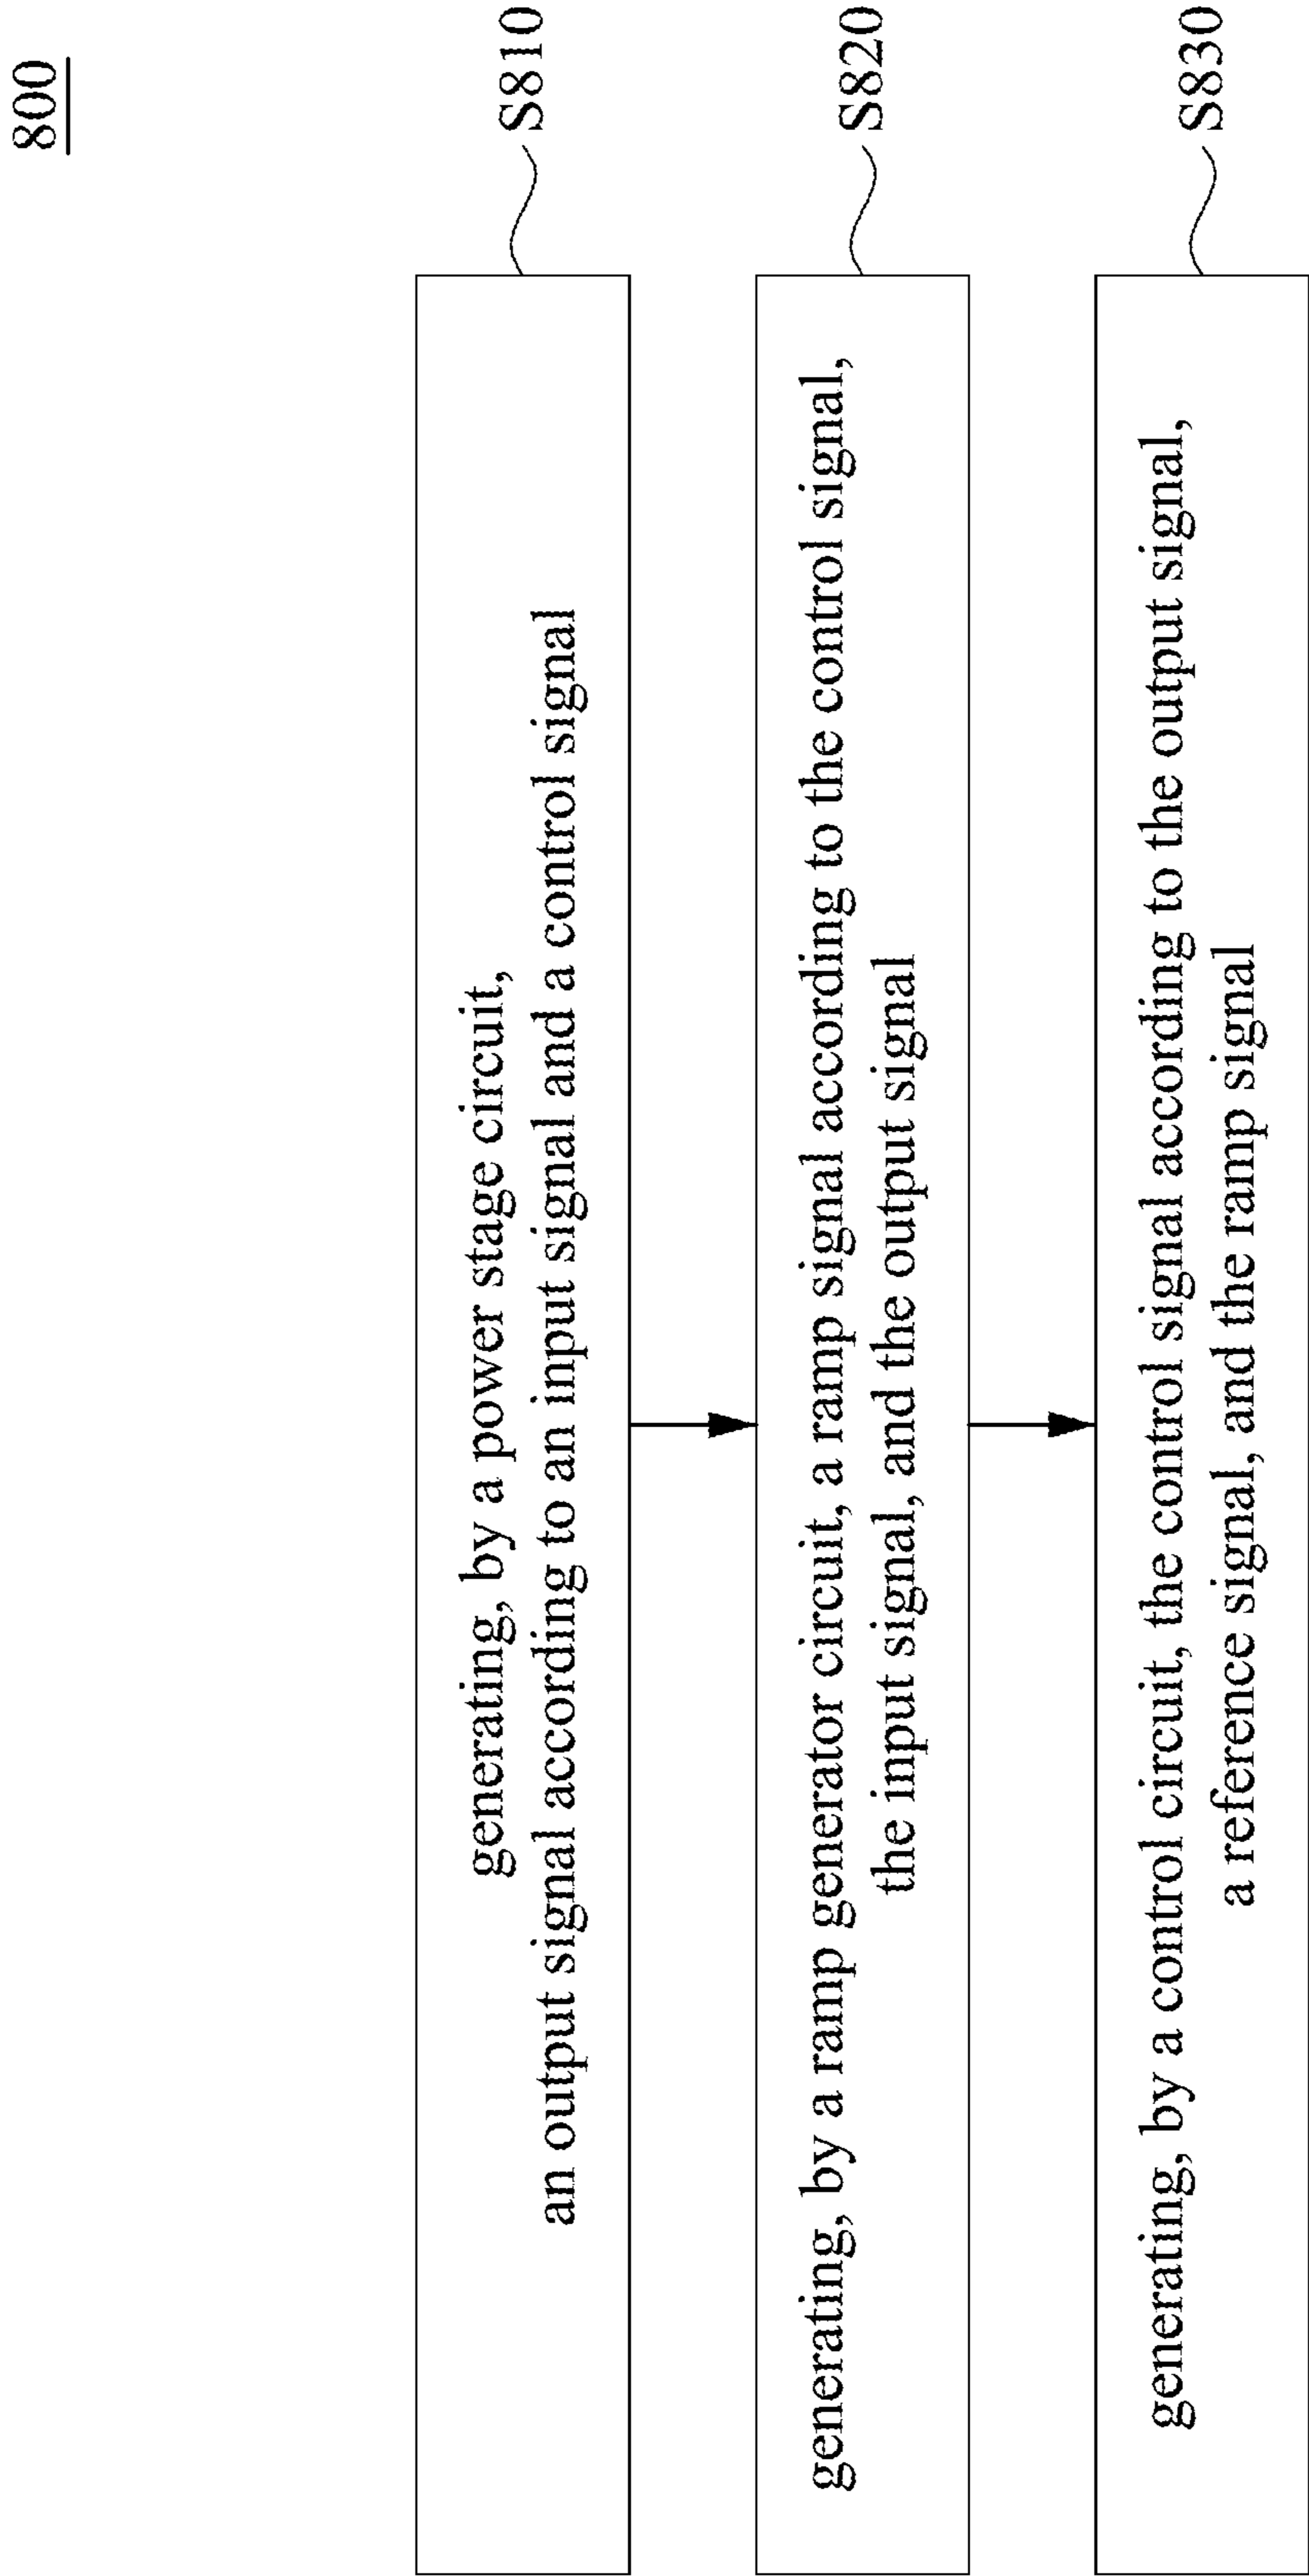 800
generating, by a power stage circuit,
an output signal according to an input signal and a control signal
S810
generating, by a ramp generator circuit, a ramp signal according to the control signal,
the input signal, and the output signal
S820
generating, by a control circuit, the control signal according to the output signal,
a reference signal, and the ramp signal
S830